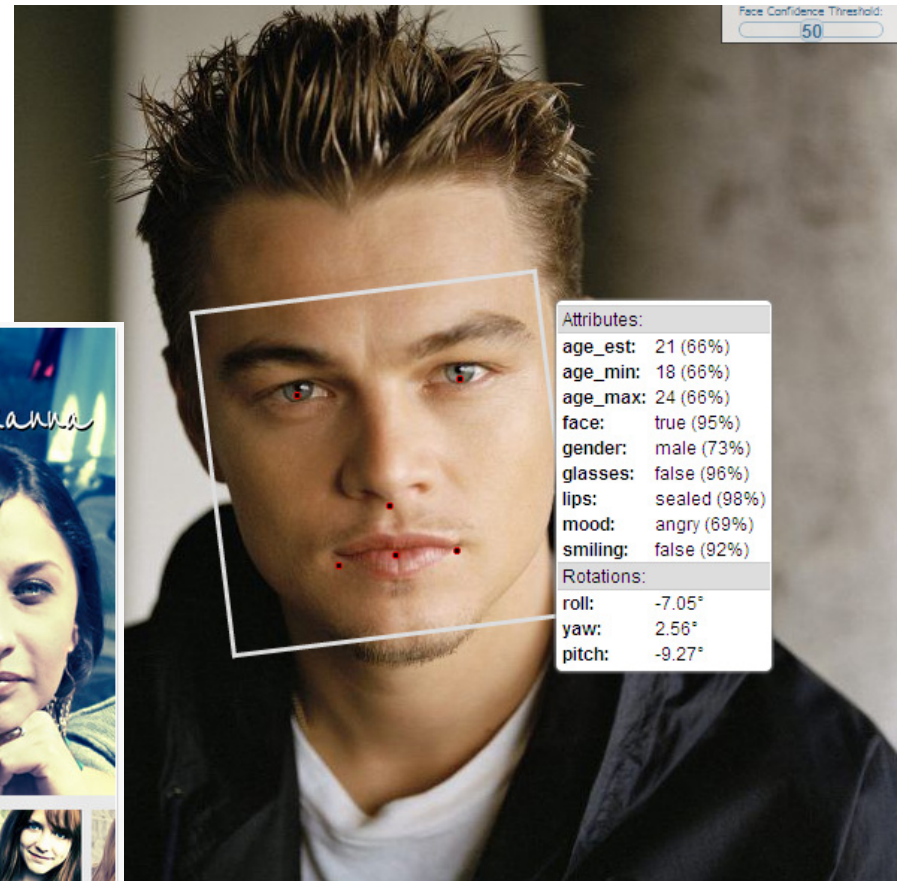 Face Confidence Threshold:
50
Attributes:
age_est: 21 (66%)
age_min: 18 (66%)
age_max: 24 (66%)
face: true (95%)
gender: male (73%)
glasses: false (96%)
lips: sealed (98%)
mood: angry (69%)
smiling: false (92%)
Rotations:
roll: -7.05°
yaw: 2.56°
pitch: -9.27°
anna